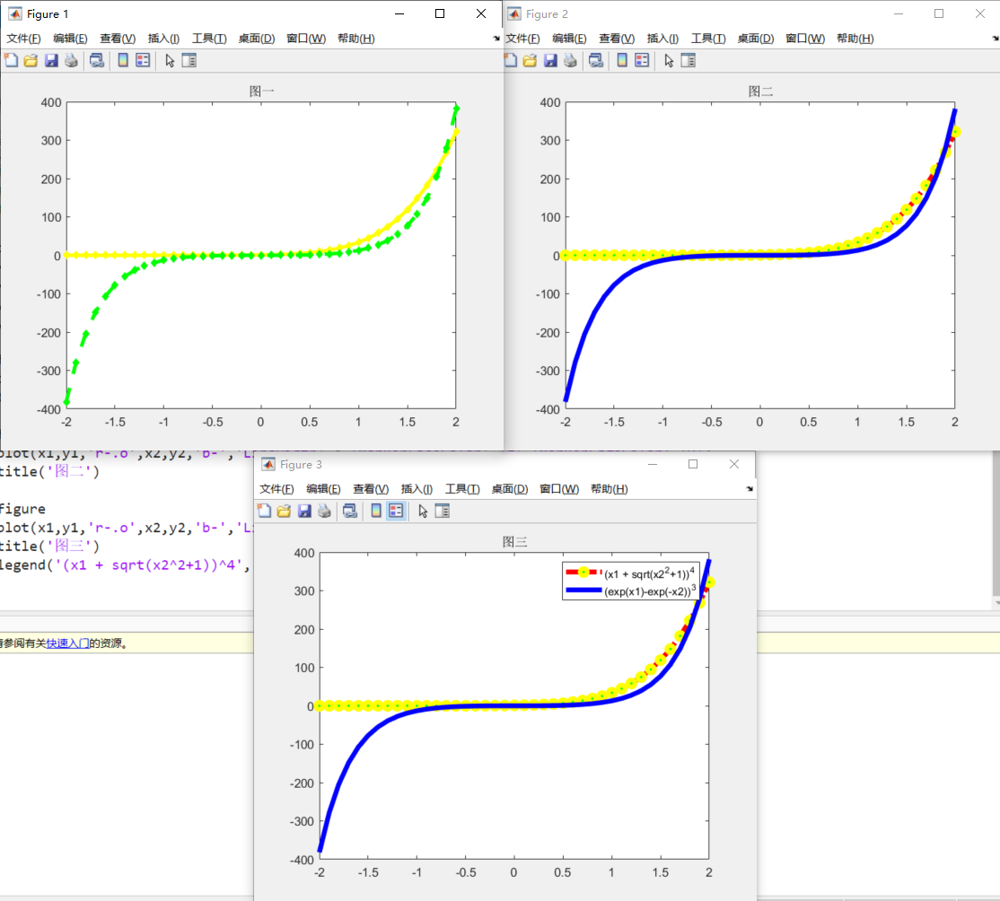 Figure 1
文件(F) 编辑(E) 查看(V) 插入(I) 工具(T) 桌面(D) 窗口(W) 帮助(H)
图一
400
300
200
100
0
-100
-200
-300
-400
-2 -1.5 -1 -0.5 0 0.5 1 1.5 2
Figure 2
文件(F) 编辑(E) 查看(V) 插入(I) 工具(T) 桌面(D) 窗口(W) 帮助(H)
图二
400
300
200
100
0
-100
-200
-300
-400
-2 -1.5 -1 -0.5 0 0.5 1 1.5 2
plot(x1,y1,'r-.o',x2,y2,'b-','Li
title('图二')
figure
plot(x1,y1,'r-.o',x2,y2,'b-','Li
title('图三')
legend('(x1 + sqrt(x2^2+1))^4',
请参阅有关快速入门的资源。
Figure 3
文件(F) 编辑(E) 查看(V) 插入(I) 工具(T) 桌面(D) 窗口(W) 帮助(H)
图三
(x1 + sqrt(x2²+1))⁴
(exp(x1)-exp(-x2))³
400
300
200
100
0
-100
-200
-300
-400
-2 -1.5 -1 -0.5 0 0.5 1 1.5 2